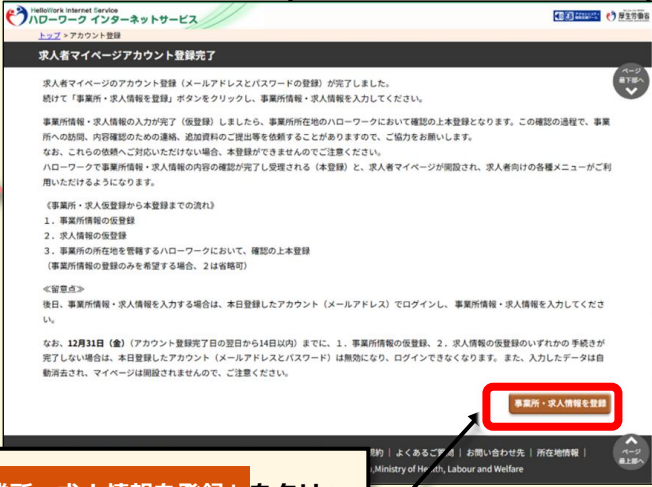 HelloWork Internet Service
ハローワーク インターネットサービス
厚生労働省
トップ > アカウント登録
求人者マイページアカウント登録完了
ページ
最下部へ
求人者マイページのアカウント登録（メールアドレスとパスワードの登録）が完了しました。
続けて「事業所・求人情報を登録」ボタンをクリックし、事業所情報・求人情報を入力してください。
事業所情報・求人情報の入力が完了（仮登録）しましたら、事業所所在地のハローワークにおいて確認の上本登録となります。この確認の過程で、事業
所への訪問、内容確認のための連絡、追加資料のご提出等を依頼することがありますので、ご協力をお願いします。
なお、これらの依頼へご対応いただけない場合、本登録ができませんのでご注意ください。
ハローワークで事業所情報・求人情報の内容の確認が完了し受理される（本登録）と、求人者マイページが開設され、求人者向けの各種メニューがご利
用いただけるようになります。
《事業所・求人仮登録から本登録までの流れ》
１．事業所情報の仮登録
２．求人情報の仮登録
３．事業所の所在地を管轄するハローワークにおいて、確認の上本登録
（事業所情報の登録のみを希望する場合、２は省略可）
≪留意点≫
後日、事業所情報・求人情報を入力する場合は、本日登録したアカウント（メールアドレス）でログインし、 事業所情報・求人情報を入力してくださ
い。
なお、12月31日（金）（アカウント登録完了日の翌日から14日以内）までに、１．事業所情報の仮登録、２．求人情報の仮登録のいずれかの 手続きが
完了しない場合は、本日登録したアカウント（メールアドレスとパスワード）は無効になり、ログインできなくなります。 また、入力したデータは自
動消去され、マイページは開設されませんので、ご注意ください。
事業所・求人情報を登録
規約 | よくあるご質問 | お問い合わせ先 | 所在地情報 |
ページ
最上部へ
,Ministry of Health, Labour and Welfare